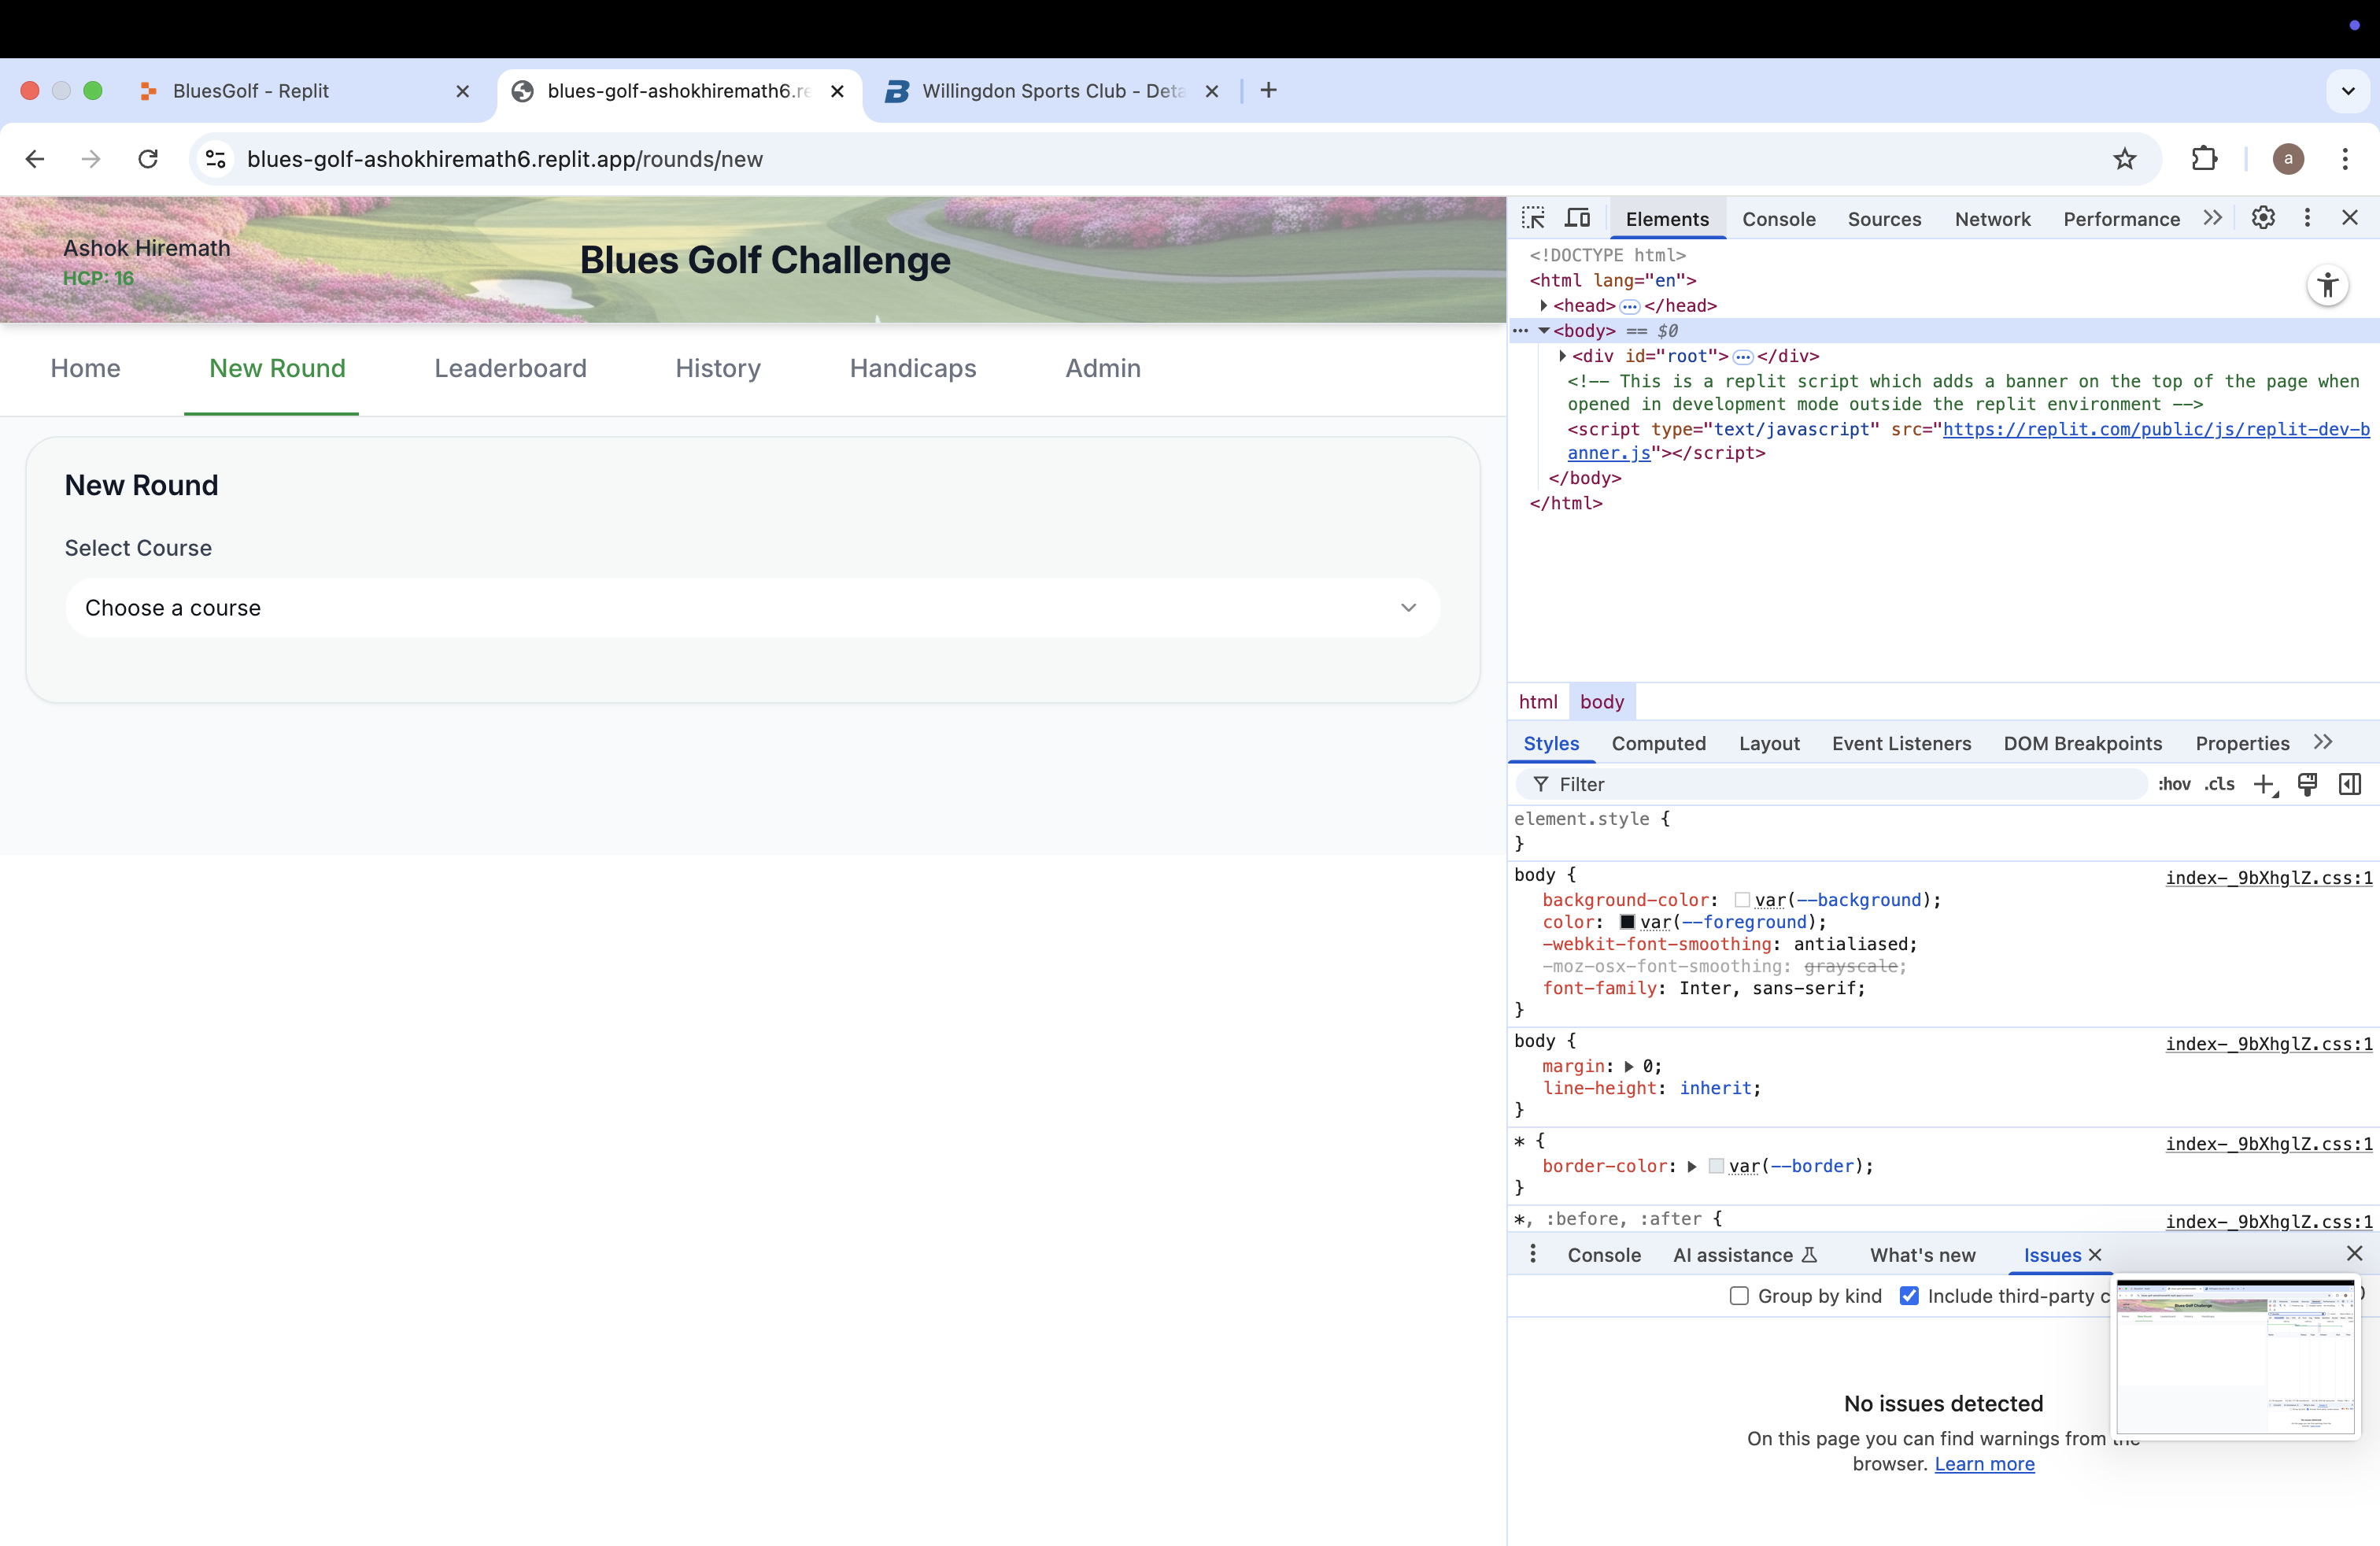 BluesGolf - Replit
blues-golf-ashokhiremath6.re
Willingdon Sports Club - Deta
blues-golf-ashokhiremath6.replit.app/rounds/new
a
Ashok Hiremath
HCP: 16
Blues Golf Challenge
Home New Round Leaderboard History Handicaps Admin
New Round
Select Course
Choose a course
Elements Console Sources Network Performance
<!DOCTYPE html>
<html lang="en">
<head> ••• </head>
••• <body> == $0
<div id="root"> ••• </div>
<!-- This is a replit script which adds a banner on the top of the page when
opened in development mode outside the replit environment -->
<script type="text/javascript" src="https://replit.com/public/js/replit-dev-b
anner.js"></script>
</body>
</html>
html body
Styles Computed Layout Event Listeners DOM Breakpoints Properties
Filter :hov .cls
element.style {
}
body { index-_9bXhglZ.css:1
background-color: var(--background);
color: var(--foreground);
-webkit-font-smoothing: antialiased;
-moz-osx-font-smoothing: grayscale;
font-family: Inter, sans-serif;
}
body { index-_9bXhglZ.css:1
margin: 0;
line-height: inherit;
}
* { index-_9bXhglZ.css:1
border-color: var(--border);
}
*, :before, :after { index-_9bXhglZ.css:1
Console AI assistance What's new Issues
Group by kind Include third-party c
No issues detected
On this page you can find warnings from the
browser. Learn more